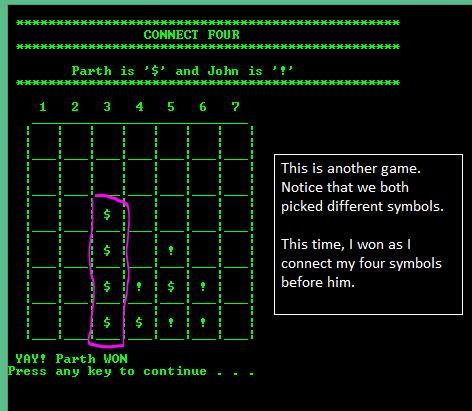 ************************************************
CONNECT FOUR
************************************************
Parth is '$' and John is '!'
************************************************
1 2 3 4 5 6 7
$
$ !
$ ! $ !
$ $ ! !
YAY! Parth WON
Press any key to continue . . .
This is another game.
Notice that we both
picked different symbols.
This time, I won as I
connect my four symbols
before him.